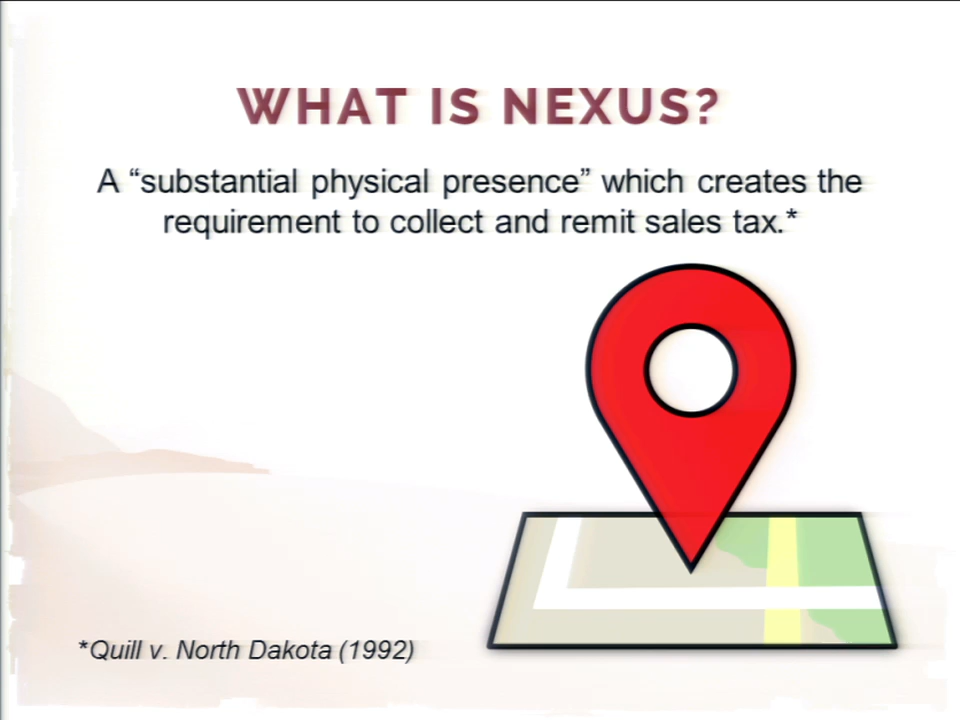 WHAT IS NEXUS?
A “substantial physical presence” which creates the
requirement to collect and remit sales tax.*
*Quill v. North Dakota (1992)